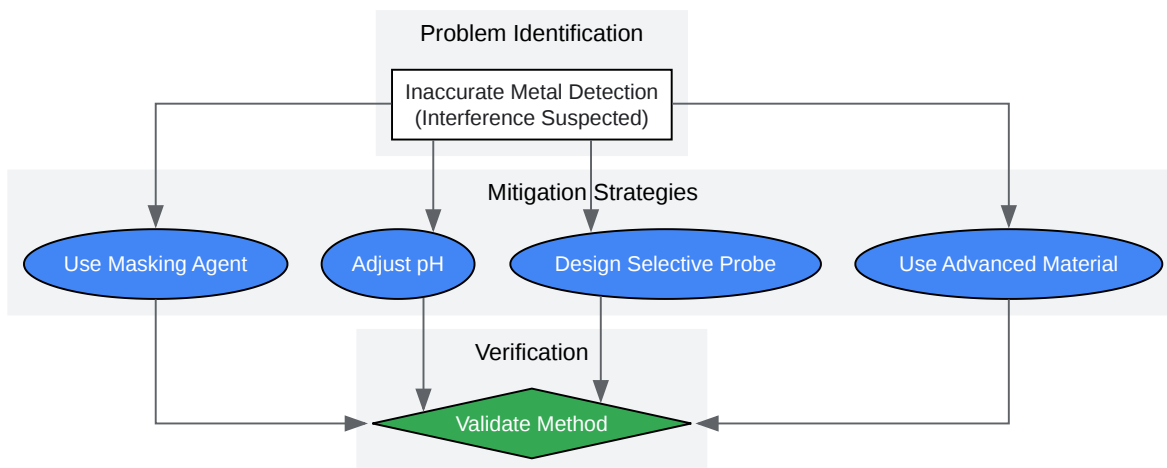 Problem Identification
Inaccurate Metal Detection
(Interference Suspected)
Mitigation Strategies
Use Masking Agent
Adjust pH
Design Selective Probe
Use Advanced Material
Verification
Validate Method